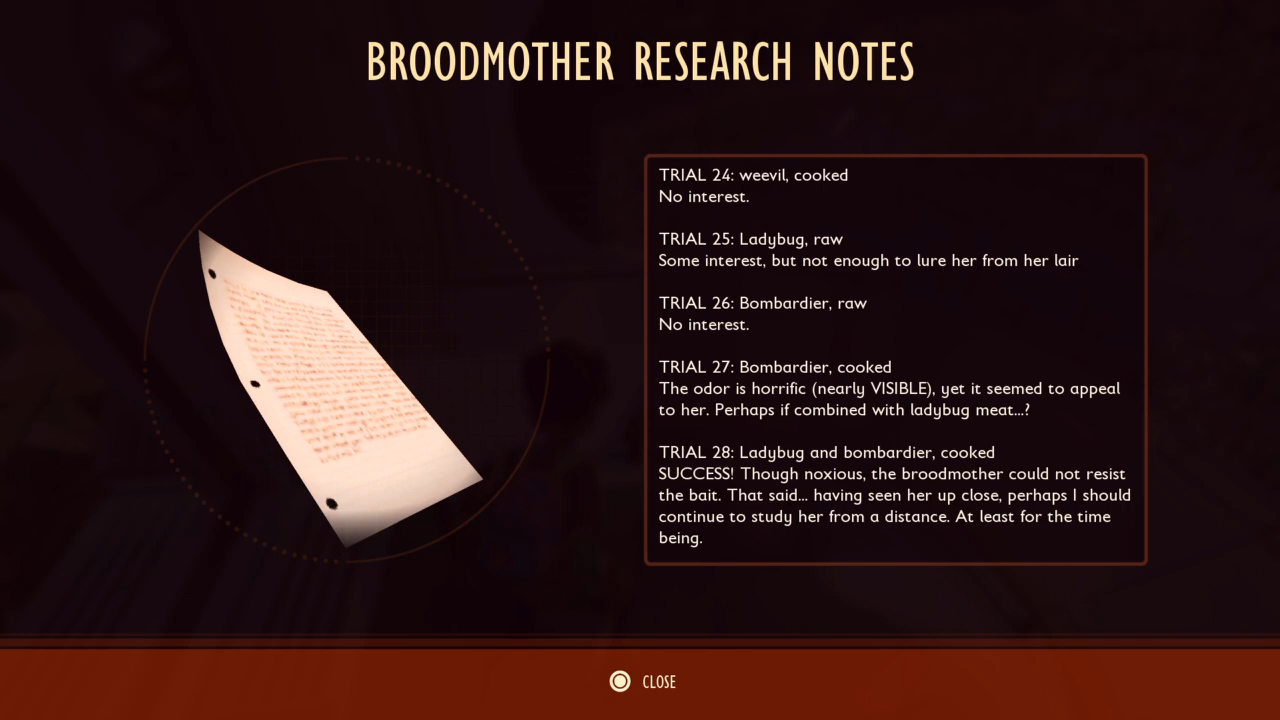 BROODMOTHER RESEARCH NOTES
TRIAL 24: weevil, cooked
No interest.
TRIAL 25: Ladybug, raw
Some interest, but not enough to lure her from her lair
TRIAL 26: Bombardier, raw
No interest.
TRIAL 27: Bombardier, cooked
The odor is horrific (nearly VISIBLE), yet it seemed to appeal
to her. Perhaps if combined with ladybug meat...?
TRIAL 28: Ladybug and bombardier, cooked
SUCCESS! Though noxious, the broodmother could not resist
the bait. That said... having seen her up close, perhaps I should
continue to study her from a distance. At least for the time
being.
CLOSE